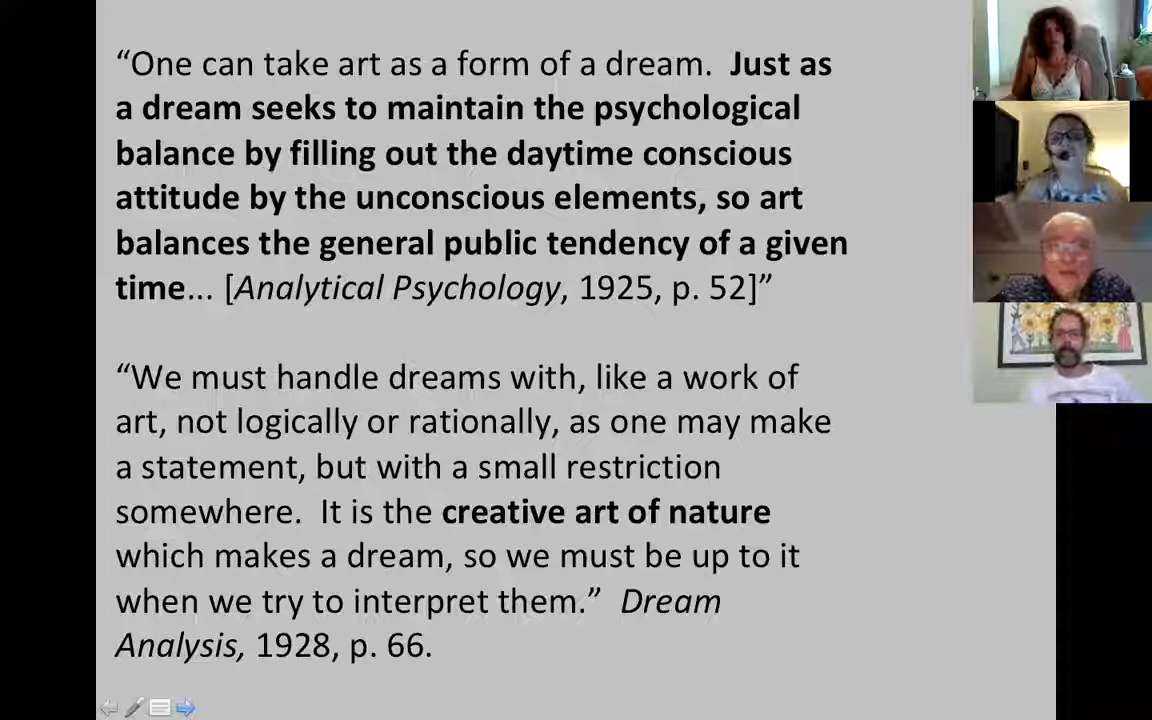 “One can take art as a form of a dream.  Just as
a dream seeks to maintain the psychological
balance by filling out the daytime conscious
attitude by the unconscious elements, so art
balances the general public tendency of a given
time... [Analytical Psychology, 1925, p. 52]”
“We must handle dreams with, like a work of
art, not logically or rationally, as one may make
a statement, but with a small restriction
somewhere.  It is the creative art of nature
which makes a dream, so we must be up to it
when we try to interpret them.”  Dream
Analysis, 1928, p. 66.